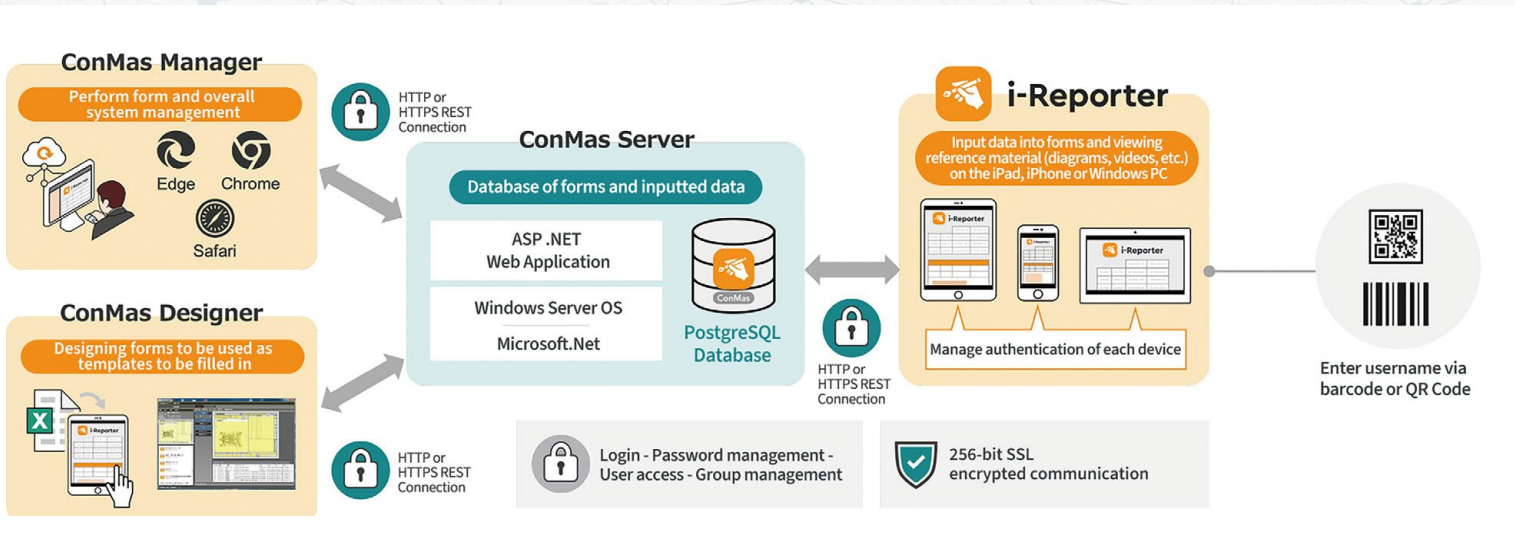 ConMas Manager
Perform form and overall
system management
Edge
Chrome
Safari
HTTP or
HTTPS REST
Connection
ConMas Designer
Designing forms to be used as
templates to be filled in
X
i-Reporter
HTTP or
HTTPS REST
Connection
ConMas Server
Database of forms and inputted data
ASP .NET
Web Application
Windows Server OS
Microsoft.Net
ConMas
PostgreSQL
Database
HTTP or
HTTPS REST
Connection
i-Reporter
Input data into forms and viewing
reference material (diagrams, videos, etc.)
on the iPad, iPhone or Windows PC
i-Reporter
i-Reporter
i-Reporter
Manage authentication of each device
Enter username via
barcode or QR Code
Login - Password management -
User access - Group management
256-bit SSL
encrypted communication